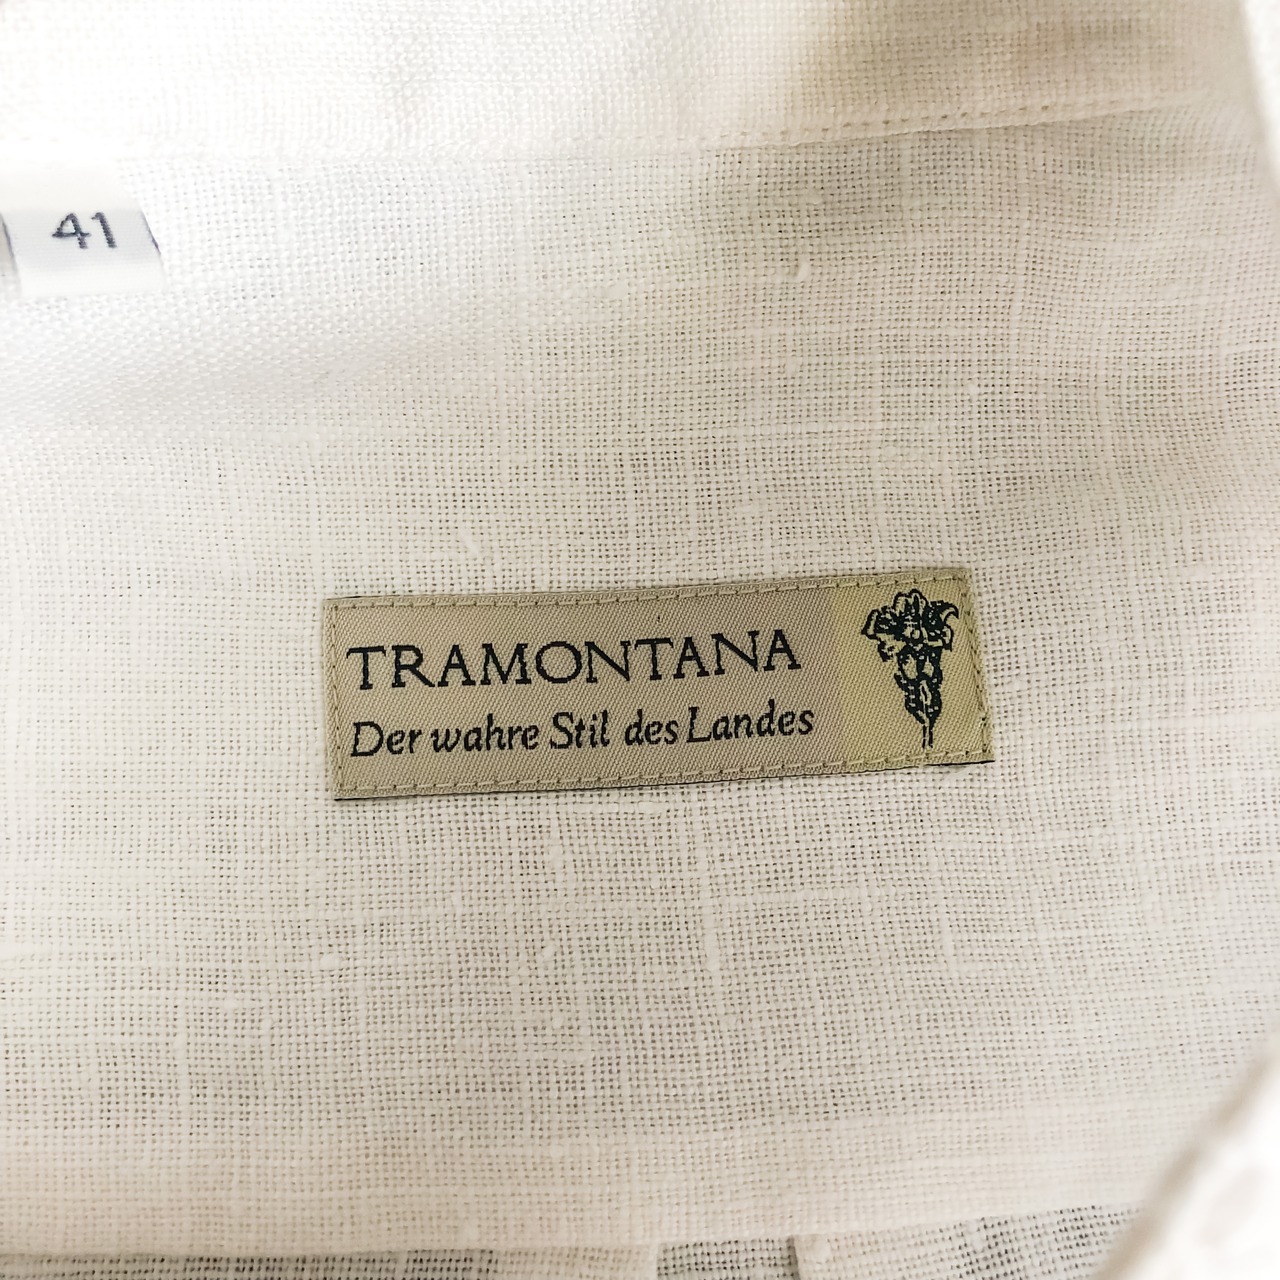 41
TRAMONTANA
Der wahre Stil des Landes